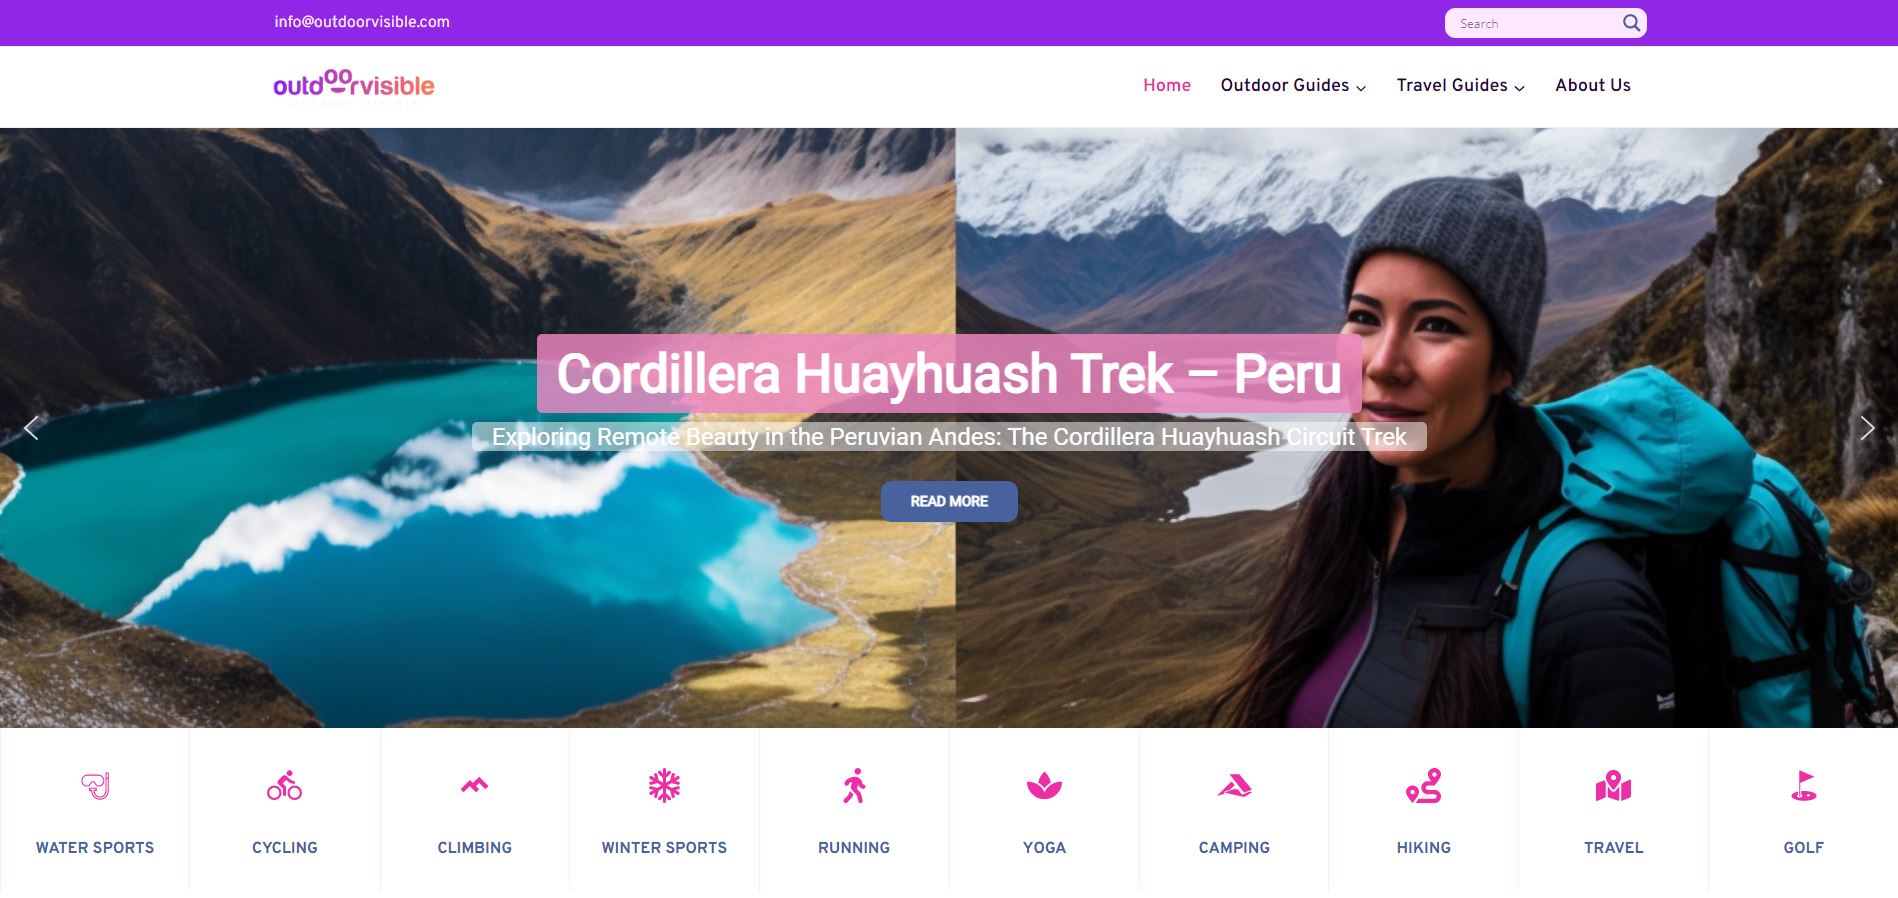 info@outdoorvisible.com
Search
outdoorvisible
Outdoor Visible
Home
Outdoor Guides
Travel Guides
About Us
Cordillera Huayhuash Trek – Peru
Exploring Remote Beauty in the Peruvian Andes: The Cordillera Huayhuash Circuit Trek
READ MORE
WATER SPORTS
CYCLING
CLIMBING
WINTER SPORTS
RUNNING
YOGA
CAMPING
HIKING
TRAVEL
GOLF